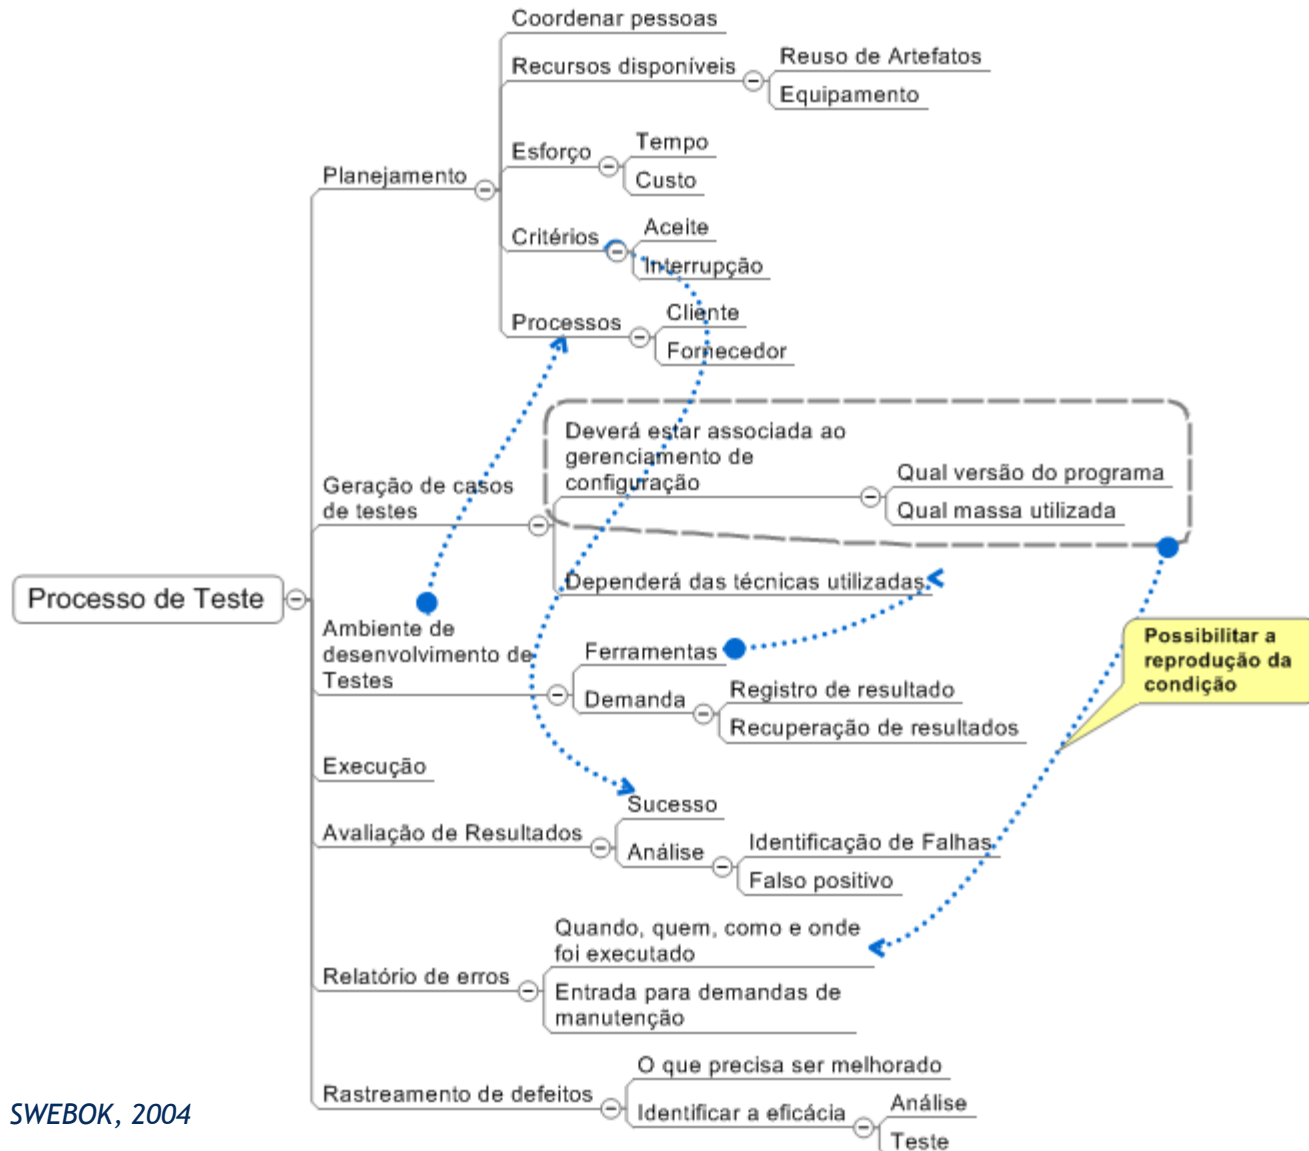 Coordenar pessoas
Recursos disponíveis
Reuso de Artefatos
Equipamento
Esforço
Tempo
Custo
Planejamento
Critérios
Aceite
Interrupção
Processos
Cliente
Fornecedor
Deverá estar associada ao
gerenciamento de
configuração
Qual versão do programa
Qual massa utilizada
Geração de casos
de testes
Dependerá das técnicas utilizadas
Processo de Teste
Ambiente de
desenvolvimento de
Testes
Ferramentas
Demanda
Registro de resultado
Recuperação de resultados
Possibilitar a
reprodução da
condição
Execução
Avaliação de Resultados
Sucesso
Análise
Identificação de Falhas
Falso positivo
Relatório de erros
Quando, quem, como e onde
foi executado
Entrada para demandas de
manutenção
Rastreamento de defeitos
O que precisa ser melhorado
Identificar a eficácia
Análise
Teste
SWEBOK, 2004